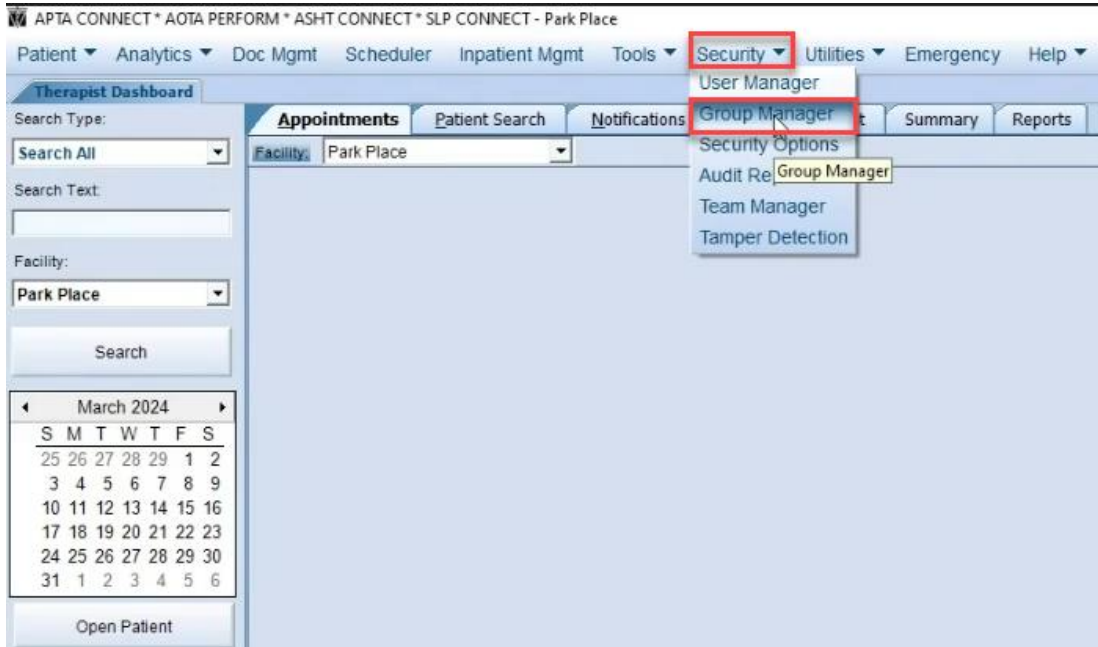 APTA CONNECT * AOTA PERFORM * ASHT CONNECT * SLP CONNECT - Park Place
Patient Analytics Doc Mgmt Scheduler Inpatient Mgmt Tools Security Utilities Emergency Help
User Manager
Group Manager
Security Options
Audit Re
Group Manager
Team Manager
Tamper Detection
Therapist Dashboard
Search Type:
Search All
Search Text:
Facility:
Park Place
Search
March 2024
S M T W T F S
25 26 27 28 29 1 2
3 4 5 6 7 8 9
10 11 12 13 14 15 16
17 18 19 20 21 22 23
24 25 26 27 28 29 30
31 1 2 3 4 5 6
Open Patient
Appointments Patient Search Notifications t Summary Reports
Facility: Park Place